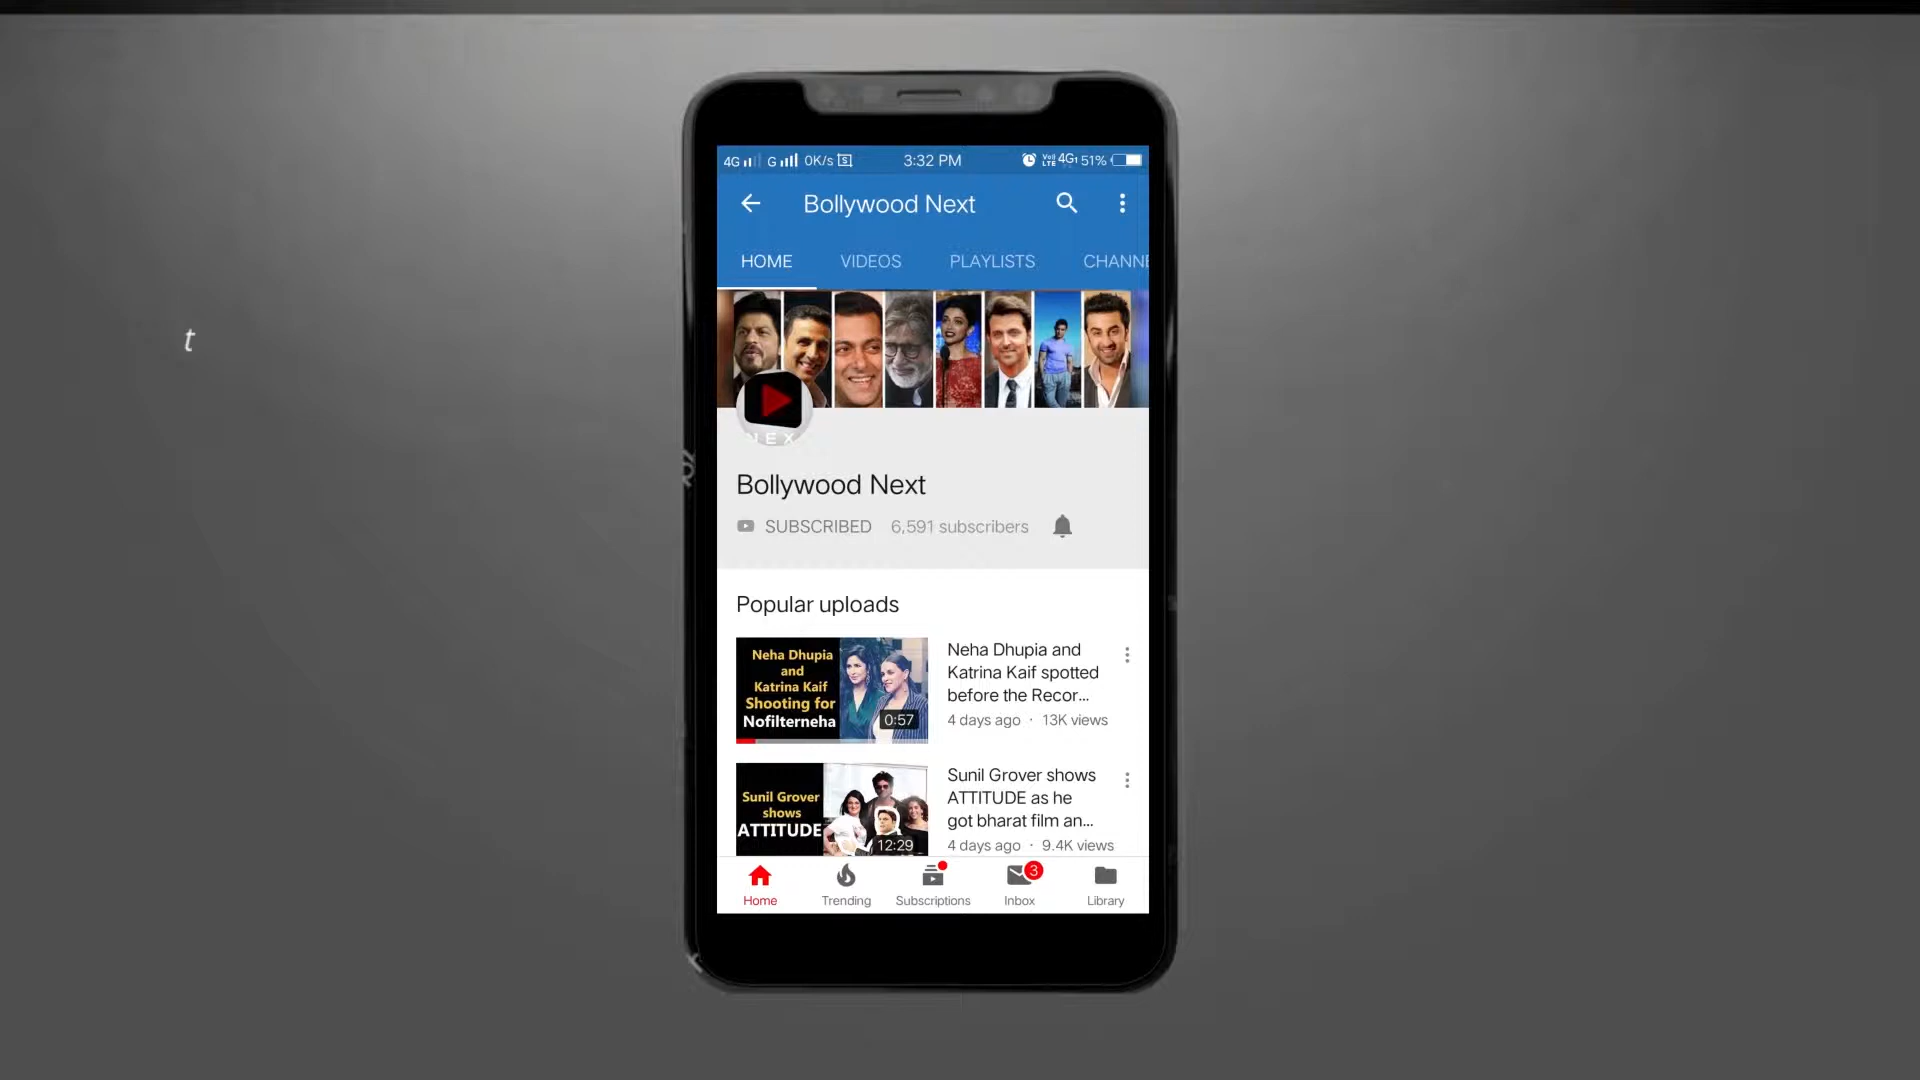 4G G 0K/s 3:32 PM 4G 51%
Bollywood Next
HOME VIDEOS PLAYLISTS CHANNE
t
NEX
Bollywood Next
SUBSCRIBED 6,591 subscribers
Popular uploads
Neha Dhupia
and
Katrina Kaif
Shooting for
Nofilterneha
0:57
Neha Dhupia and
Katrina Kaif spotted
before the Recor...
4 days ago · 13K views
Sunil Grover
shows
ATTITUDE
12:29
Sunil Grover shows
ATTITUDE as he
got bharat film an...
4 days ago · 9.4K views
3
Home Trending Subscriptions Inbox Library